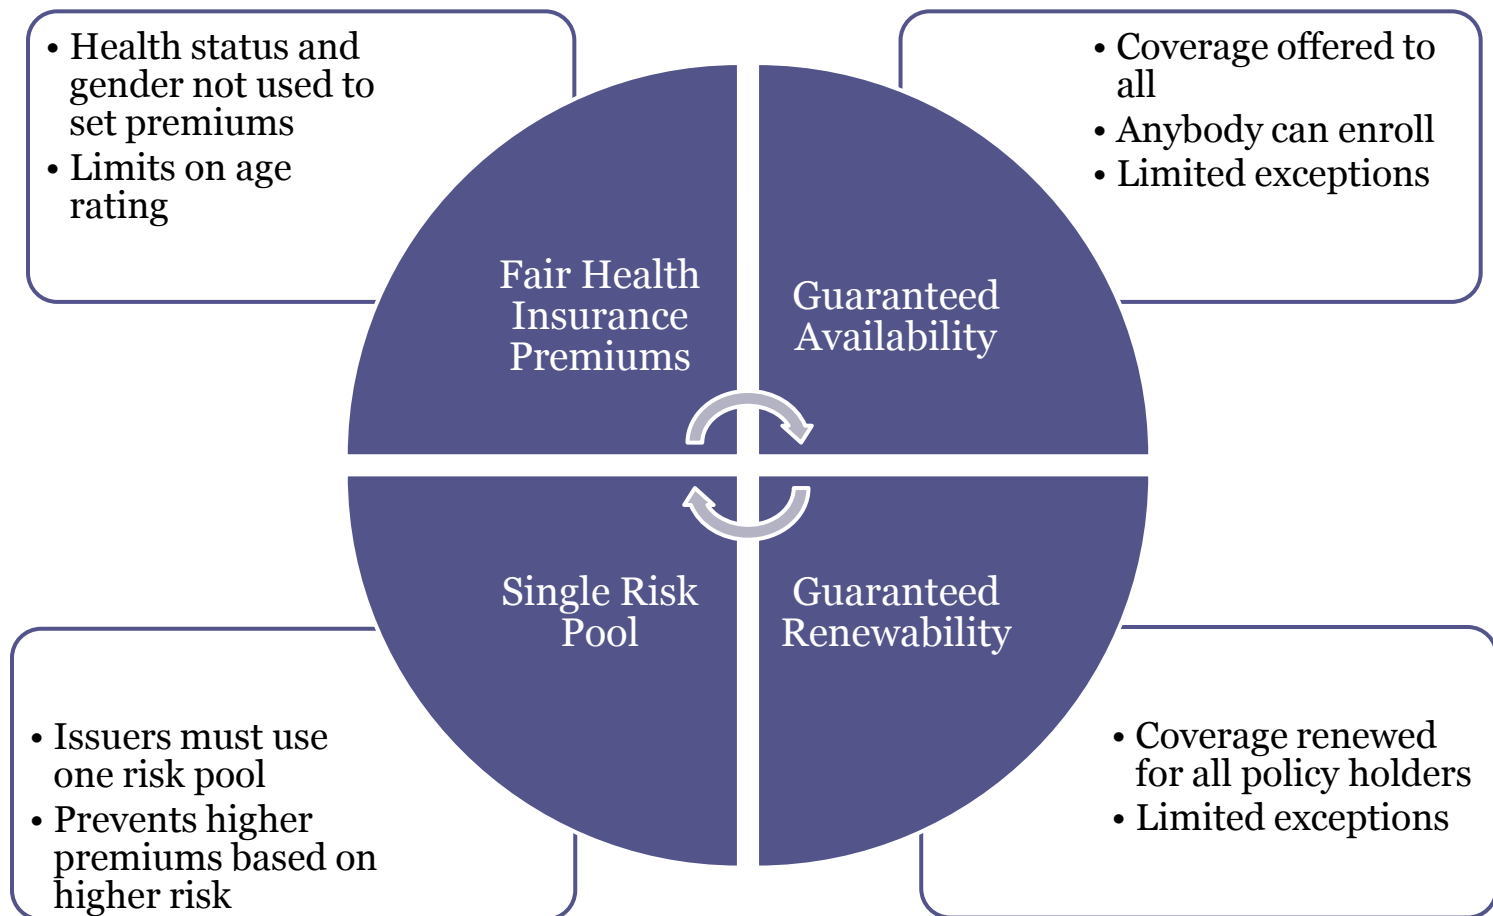 • Health status and
gender not used to
set premiums
• Limits on age
rating
• Coverage offered to
all
• Anybody can enroll
• Limited exceptions
Fair Health
Insurance
Premiums
Guaranteed
Availability
Single Risk
Pool
Guaranteed
Renewability
• Issuers must use
one risk pool
• Prevents higher
premiums based on
higher risk
• Coverage renewed
for all policy holders
• Limited exceptions